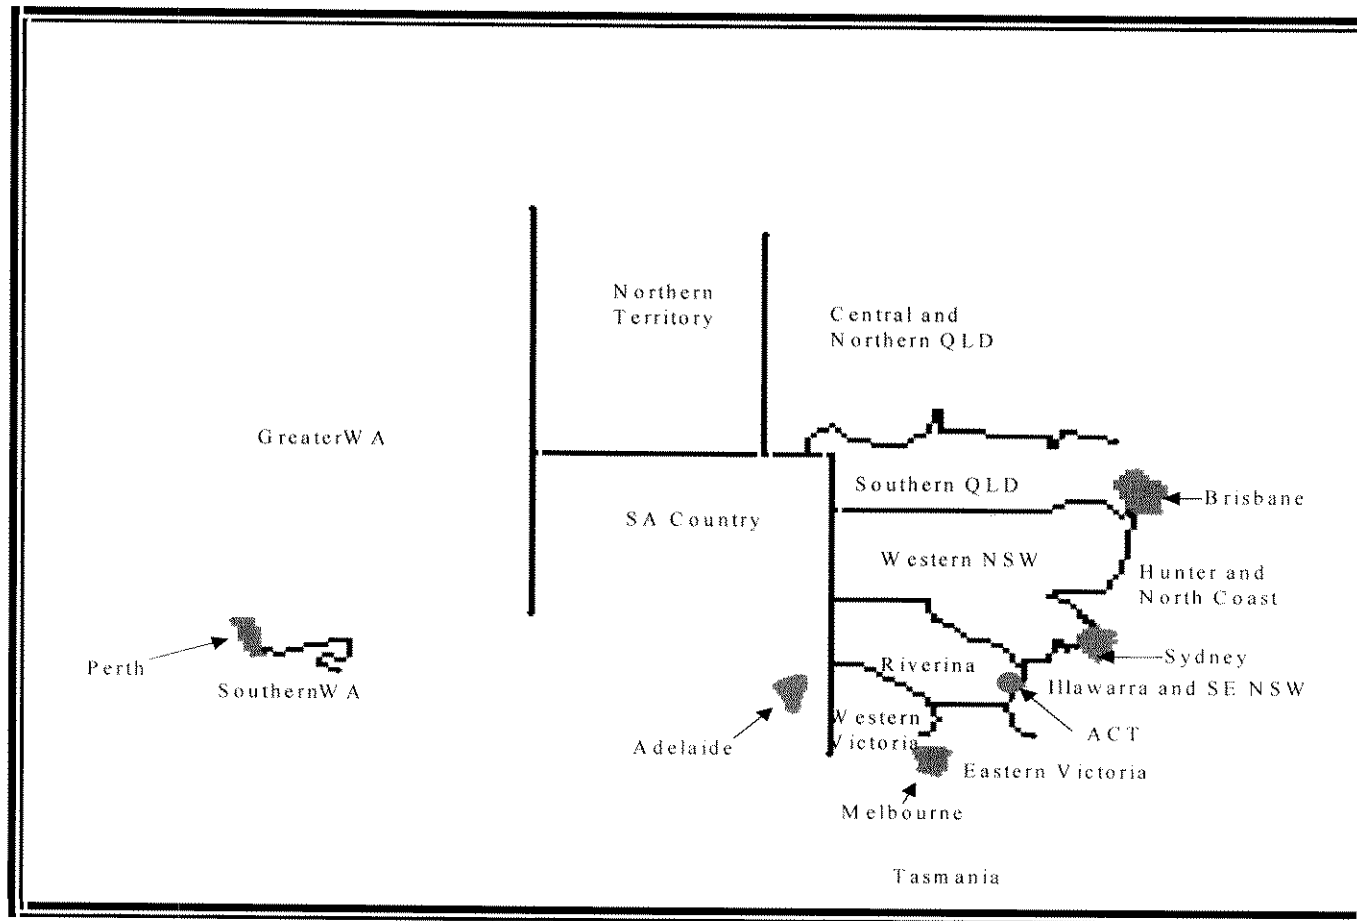 Northern
Territory
Central and
Northern QLD
GreaterWA
Southern QLD
Brisbane
SA Country
Western NSW
Hunter and
North Coast
Perth
SouthernWA
Riverina
Sydney
Illawarra and SE NSW
Adelaide
Western
Victoria
ACT
Eastern Victoria
Melbourne
Tasmania